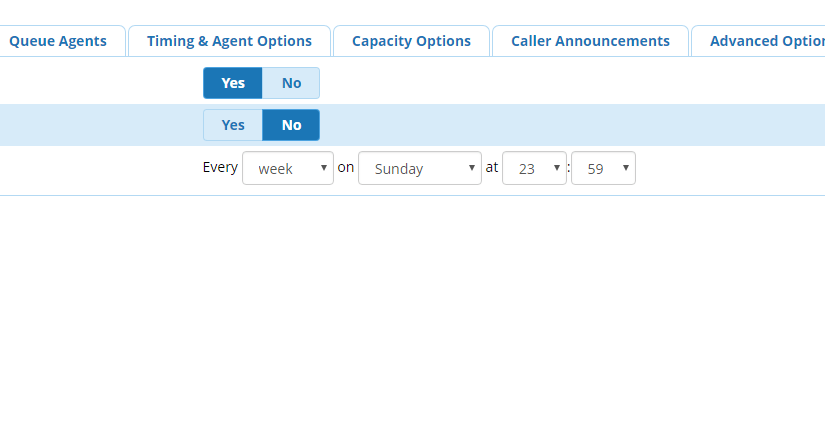 Queue Agents Timing & Agent Options Capacity Options Caller Announcements Advanced
Yes No
Yes No
Every week on Sunday at 23 : 59